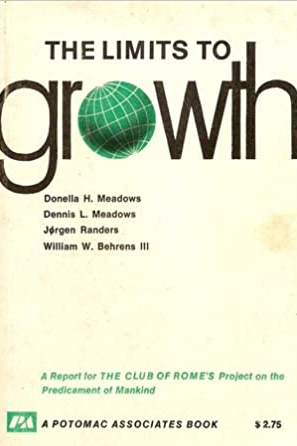 THE LIMITS TO
growth
Donella H. Meadows
Dennis L. Meadows
Jørgen Randers
William W. Behrens III
A Report for THE CLUB OF ROME'S Project on the
Predicament of Mankind
A POTOMAC ASSOCIATES BOOK $2.75